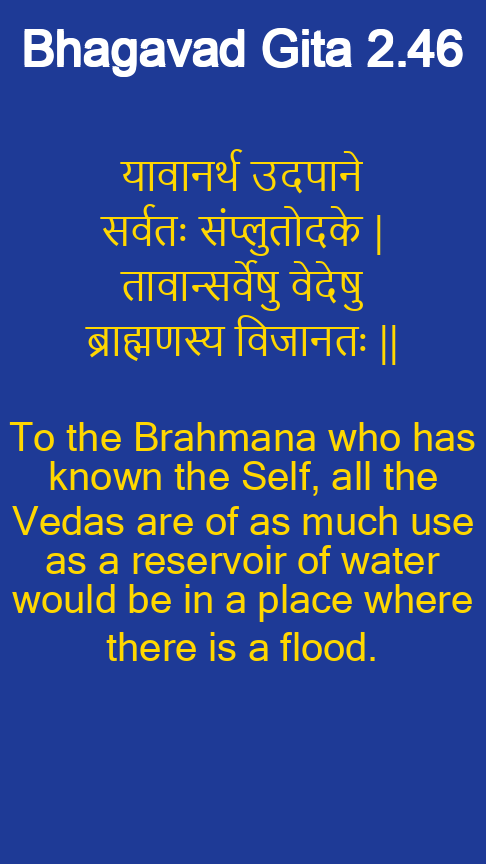 Bhagavad Gita 2.46
यावानर्थ उदपाने
सर्वतः संप्लुतोदके |
तावान्सर्वेषु वेदेषु
ब्राह्मणस्य विजानतः ||
To the Brahmana who has
known the Self, all the
Vedas are of as much use
as a reservoir of water
would be in a place where
there is a flood.